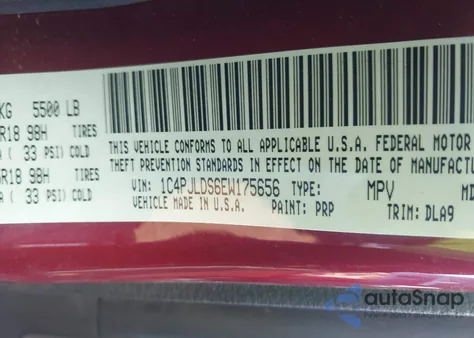 KG 5500 LB
R18 98H TIRES
( 33 PSI) COLD
R18 98H TIRES
( 33 PSI) COLD
THIS VEHICLE CONFORMS TO ALL APPLICABLE U.S.A. FEDERAL MOTOR
THEFT PREVENTION STANDARDS IN EFFECT ON THE DATE OF MANUFACTU
VIN: 1C4PJLDS6EW175656 TYPE: MPV MD
VEHICLE MADE IN U.S.A. PAINT: PRP TRIM: DLA9
autoSnap